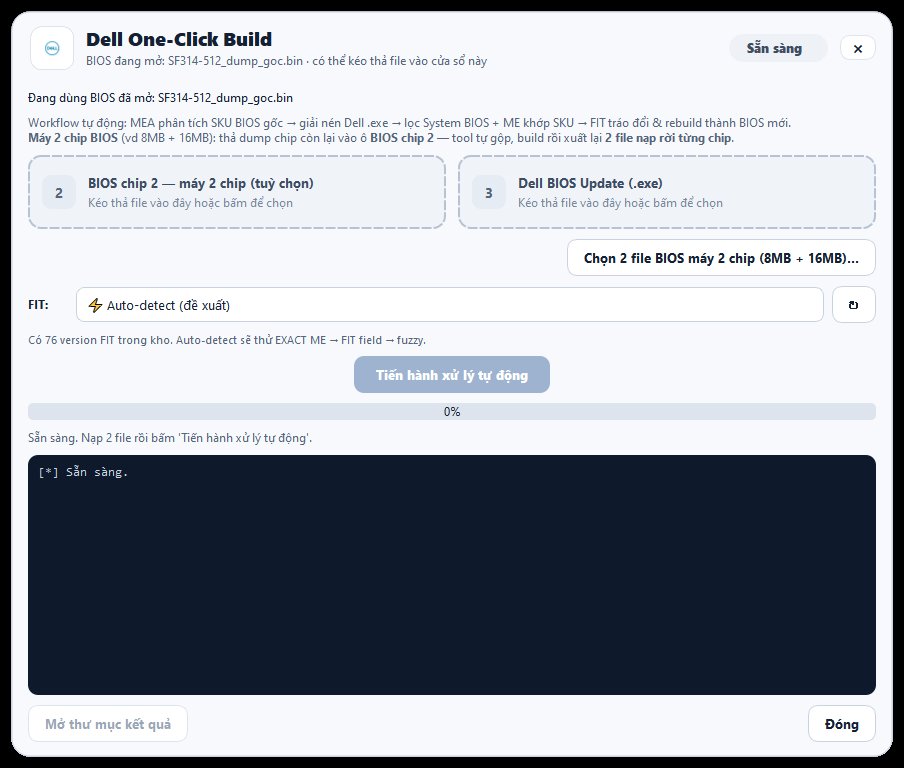 DELL
Dell One-Click Build
BIOS đang mở: SF314-512_dump_goc.bin · có thể kéo thả file vào cửa sổ này
Sẵn sàng
×
Đang dùng BIOS đã mở: SF314-512_dump_goc.bin
Workflow tự động: MEA phân tích SKU BIOS gốc → giải nén Dell .exe → lọc System BIOS + ME khớp SKU → FIT tráo đổi & rebuild thành BIOS mới.
Máy 2 chip BIOS (vd 8MB + 16MB): thả dump chip còn lại vào ô BIOS chip 2 — tool tự gộp, build rồi xuất lại 2 file nạp rời từng chip.
2
BIOS chip 2 — máy 2 chip (tuỳ chọn)
Kéo thả file vào đây hoặc bấm để chọn
3
Dell BIOS Update (.exe)
Kéo thả file vào đây hoặc bấm để chọn
Chọn 2 file BIOS máy 2 chip (8MB + 16MB)...
FIT:
⚡ Auto-detect (đề xuất)
↻
Có 76 version FIT trong kho. Auto-detect sẽ thử EXACT ME → FIT field → fuzzy.
Tiến hành xử lý tự động
0%
Sẵn sàng. Nạp 2 file rồi bấm 'Tiến hành xử lý tự động'.
[*] Sẵn sàng.
Mở thư mục kết quả
Đóng